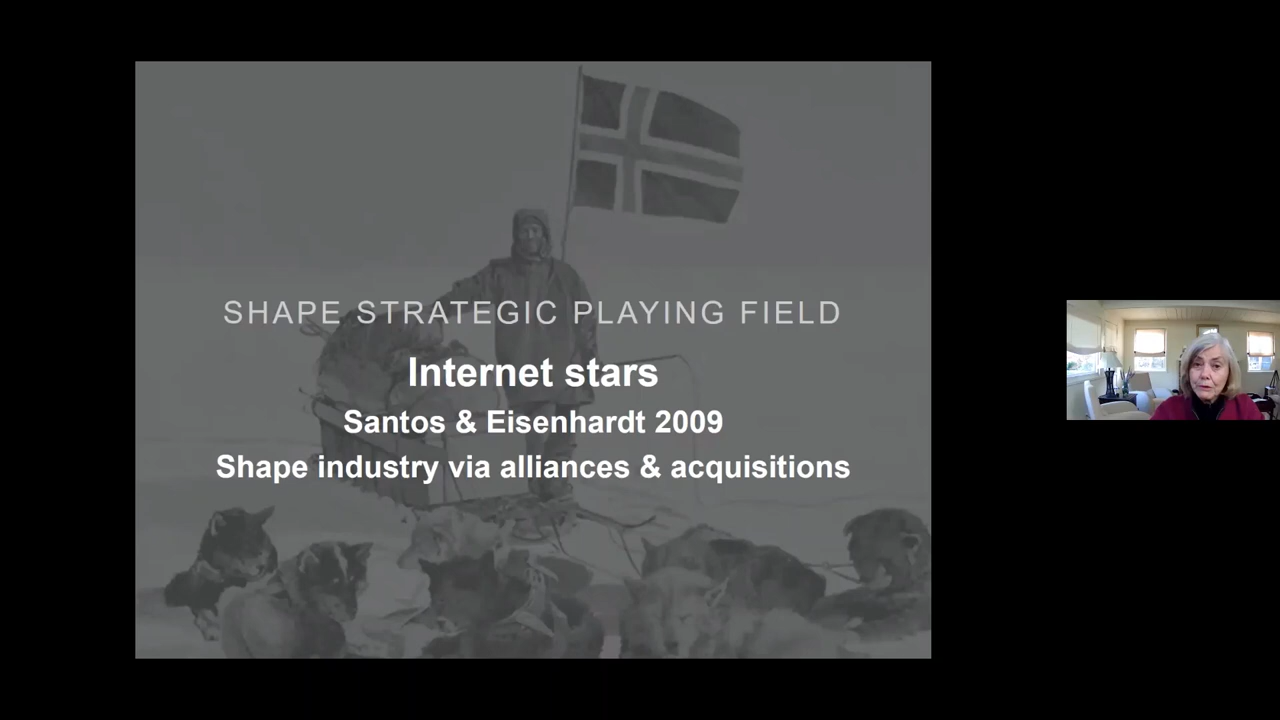 SHAPE STRATEGIC PLAYING FIELD
Internet stars
Santos & Eisenhardt 2009
Shape industry via alliances & acquisitions